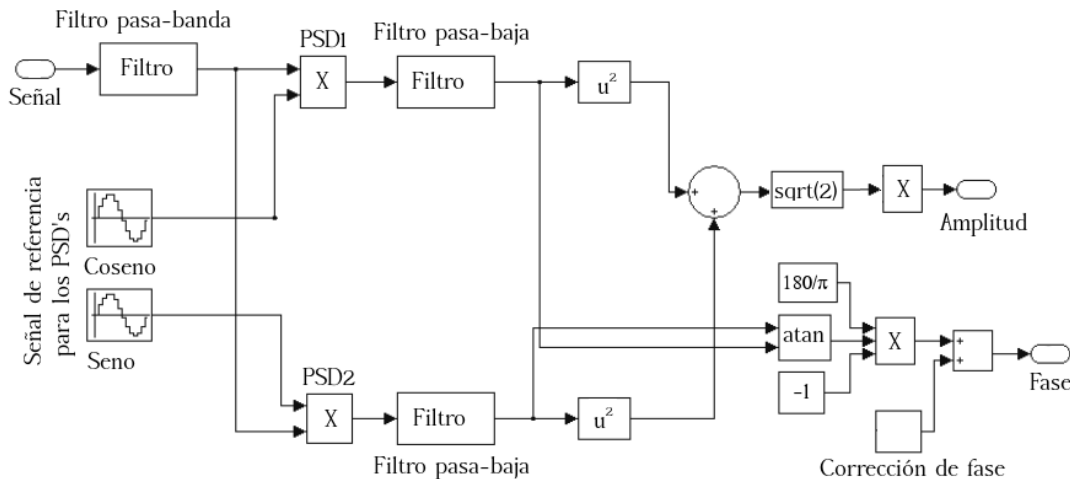 Filtro pasa-banda
Filtro
Señal
PSD1
X
Filtro pasa-baja
Filtro
u²
Señal de referencia
para los PSD's
Coseno
Seno
+
+
sqrt(2)
X
Amplitud
180/π
atan
-1
X
+
+
Fase
Corrección de fase
PSD2
X
Filtro
Filtro pasa-baja
u²